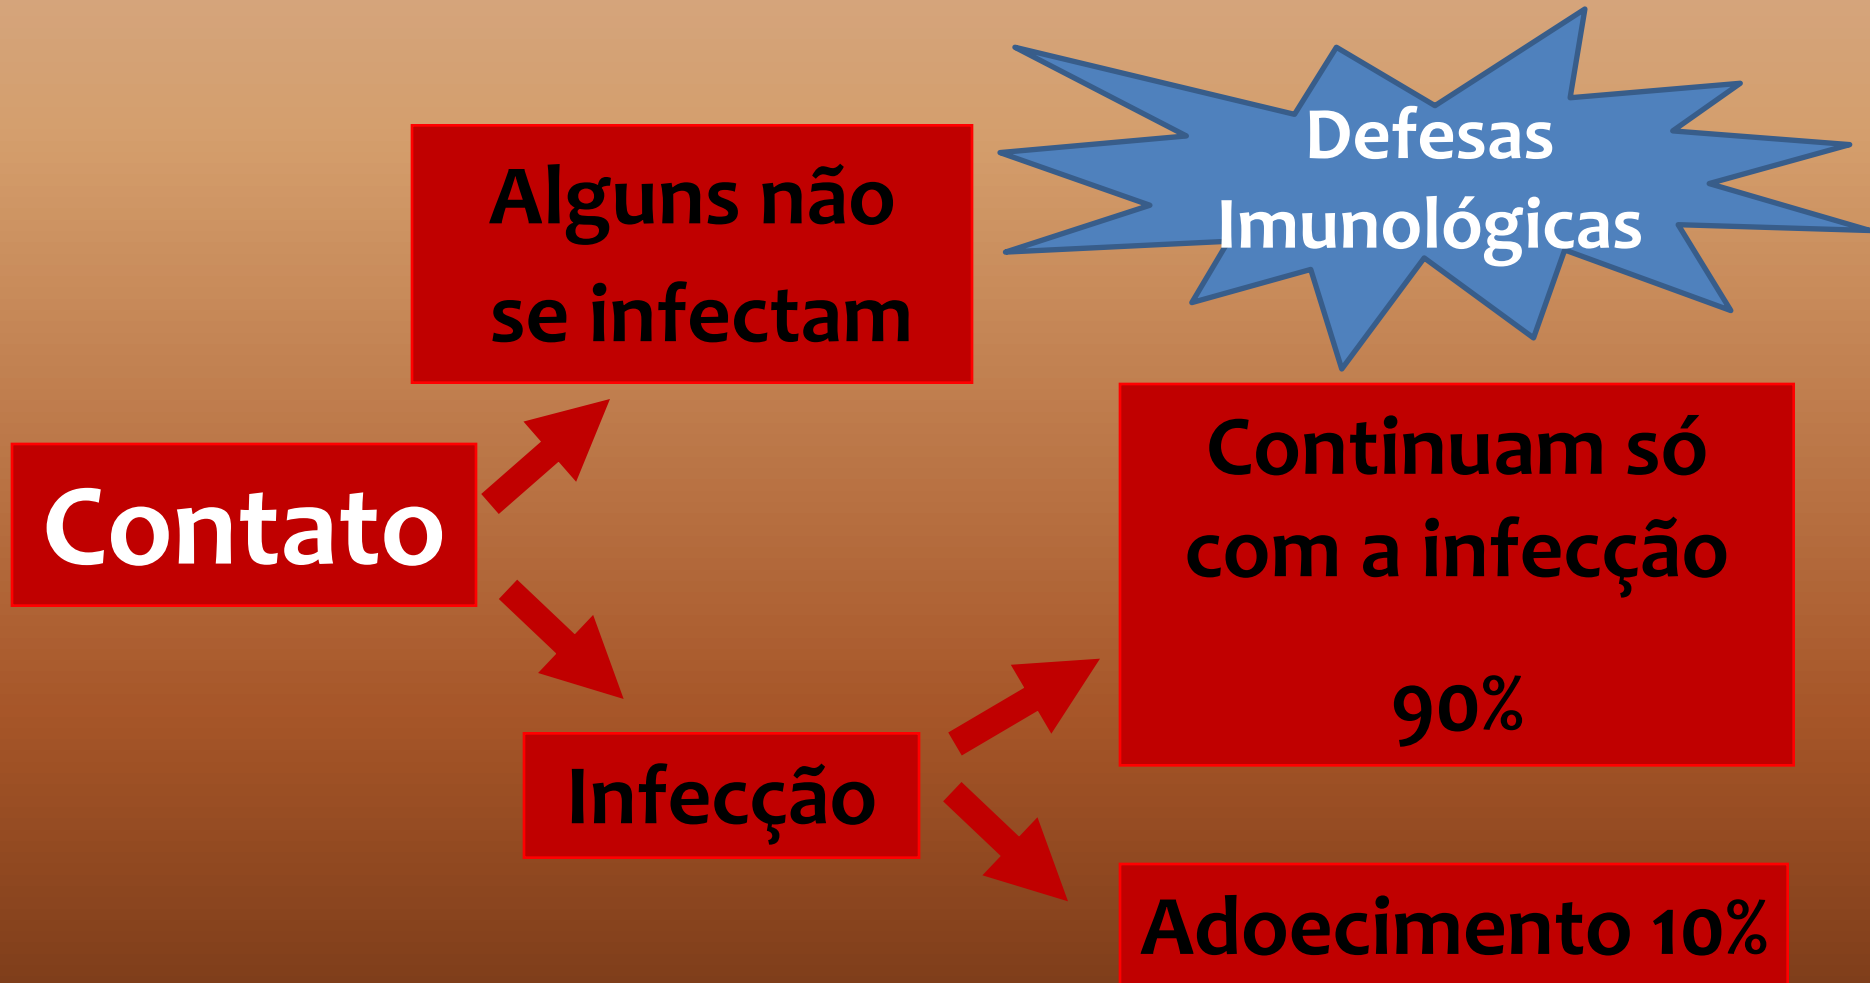 Defesas
Imunológicas
Alguns não
se infectam
Contato
Continuam só
com a infecção
90%
Infecção
Adoecimento 10%